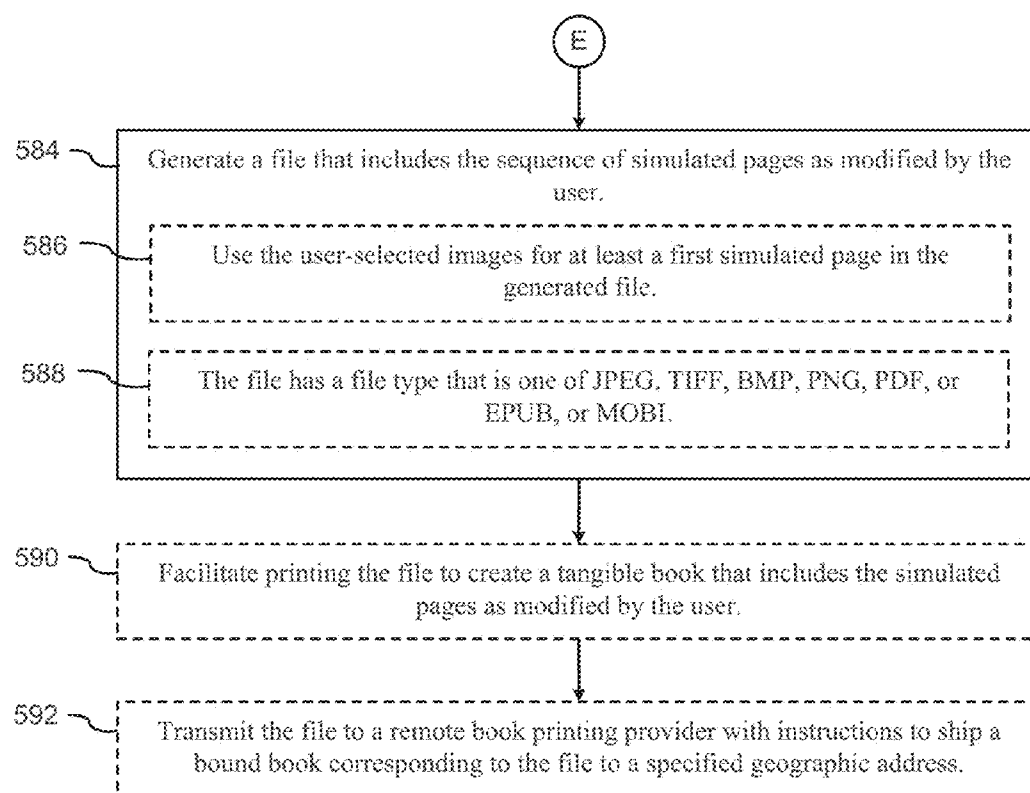 E
584
Generate a file that includes the sequence of simulated pages as modified by the
user.
586
Use the user-selected images for at least a first simulated page in the
generated file.
588
The file has a file type that is one of JPEG, TIFF, BMP, PNG, PDF, or
EPUB, or MOBI.
590
Facilitate printing the file to create a tangible book that includes the simulated
pages as modified by the user.
592
Transmit the file to a remote book printing provider with instructions to ship a
bound book corresponding to the file to a specified geographic address.